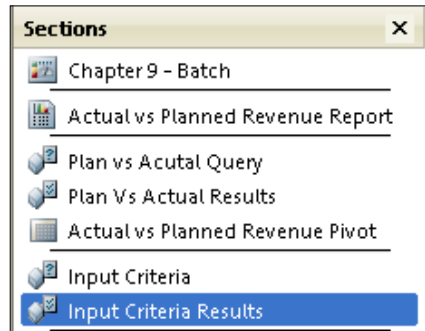 Sections
Chapter 9 - Batch
Actual vs Planned Revenue Report
Plan vs Acutal Query
Plan Vs Actual Results
Actual vs Planned Revenue Pivot
Input Criteria
Input Criteria Results